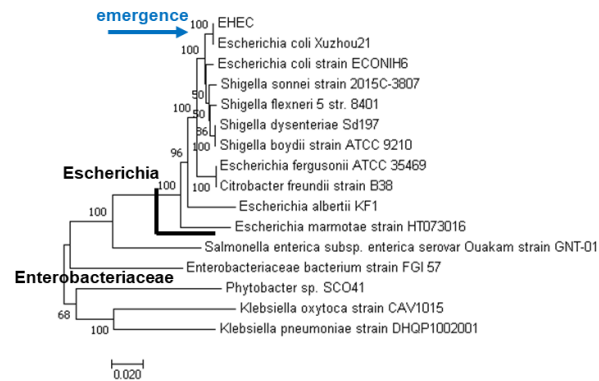 emergence
100
EHEC
Escherichia coli Xuzhou21
100
Escherichia coli strain ECONIH6
Shigella sonnei strain 2015C-3807
50
Shigella flexneri 5 str. 8401
100
50
Shigella dysenteriae Sd197
86
Shigella boydii strain ATCC 9210
100
96
Escherichia fergusonii ATCC 35469
Escherichia
100
100
Citrobacter freundii strain B38
Escherichia albertii KF1
100
Escherichia marmotae strain HT073016
Salmonella enterica subsp. enterica serovar Ouakam strain GNT-01
Enterobacteriaceae bacterium strain FGI 57
Enterobacteriaceae
Phytobacter sp. SCO41
68
Klebsiella oxytoca strain CAV1015
100
Klebsiella pneumoniae strain DHQP1002001
0.020